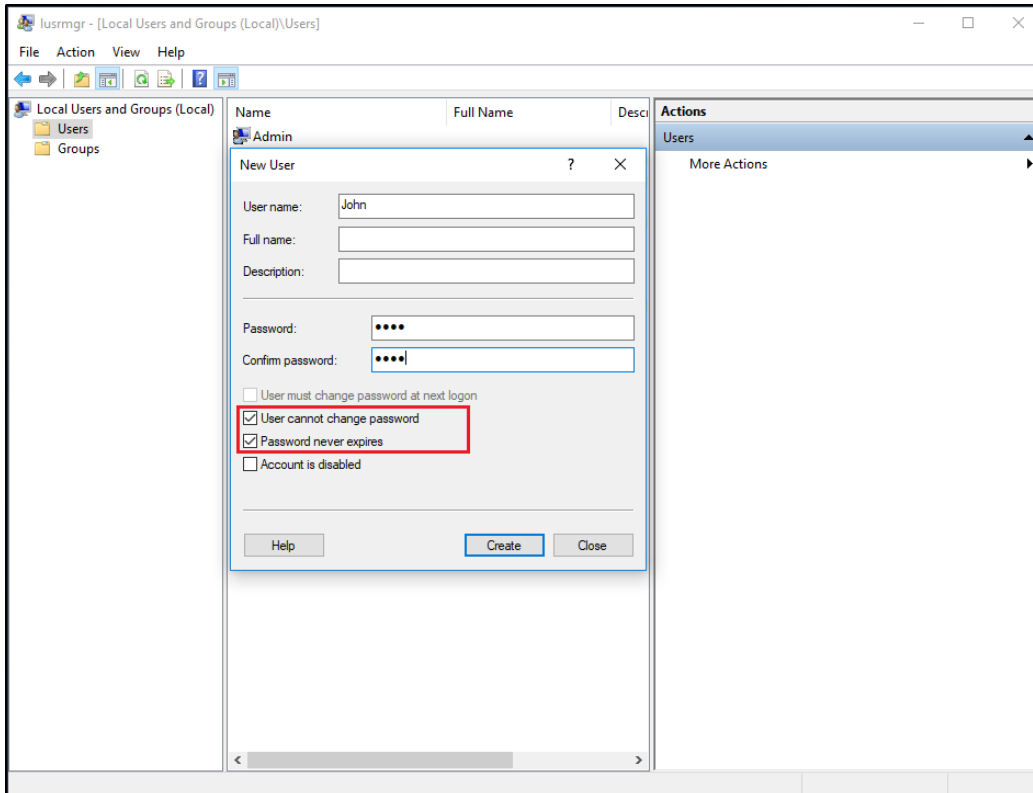 lusrmgr - [Local Users and Groups (Local)\Users]
File Action View Help
Local Users and Groups (Local)
Users
Groups
Name Full Name Descr
Admin
Actions
Users
More Actions
New User ? ×
User name: John
Full name:
Description:
Password: ••••
Confirm password: ••••
User must change password at next logon
User cannot change password
Password never expires
Account is disabled
Help Create Close